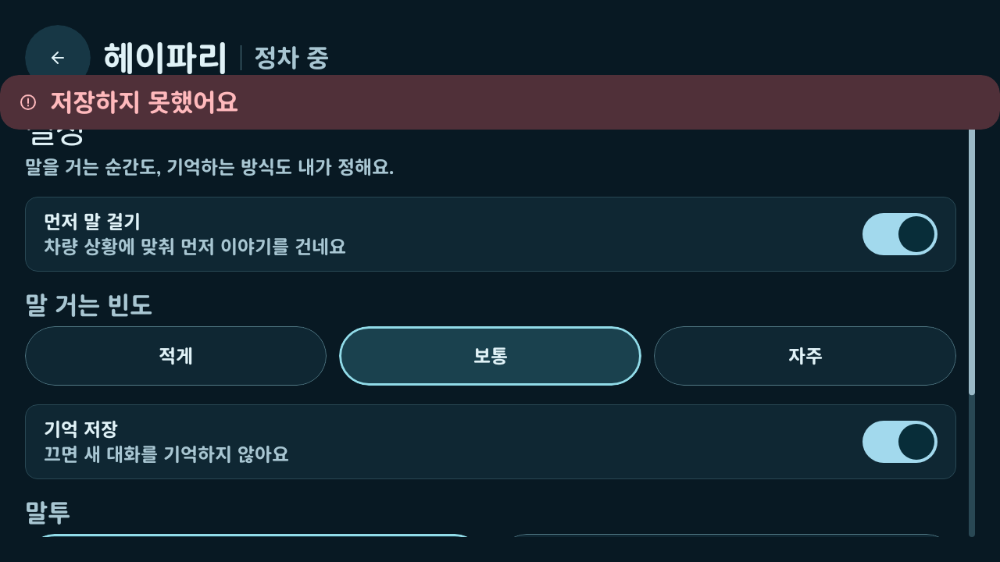 헤이파리
정차 중
저장하지 못했어요
말을 거는 순간도, 기억하는 방식도 내가 정해요.
먼저 말 걸기
차량 상황에 맞춰 먼저 이야기를 건네요
말 거는 빈도
적게
보통
자주
기억 저장
끄면 새 대화를 기억하지 않아요
말투